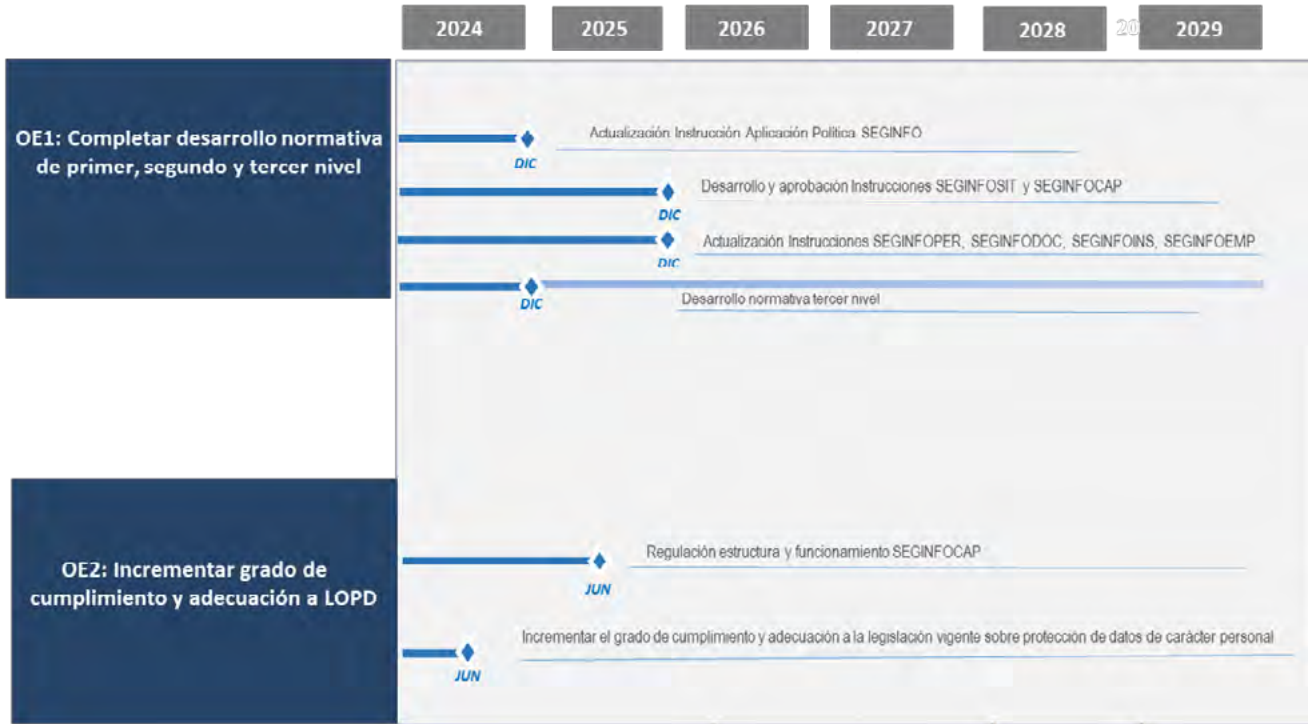 2024
2025
2026
2027
2028
20
2029
OE1: Completar desarrollo normativa
de primer, segundo y tercer nivel
Actualización Instrucción Aplicación Política SEGINFO
DIC
Desarrollo y aprobación Instrucciones SEGINFOSIT y SEGINFOCAP
DIC
Actualización Instrucciones SEGINFOPER, SEGINFODOC, SEGINFOINS, SEGINFOEMP
DIC
Desarrollo normativa tercer nivel
DIC
OE2: Incrementar grado de
cumplimiento y adecuación a LOPD
Regulación estructura y funcionamiento SEGINFOCAP
JUN
Incrementar el grado de cumplimiento y adecuación a la legislación vigente sobre protección de datos de carácter personal
JUN